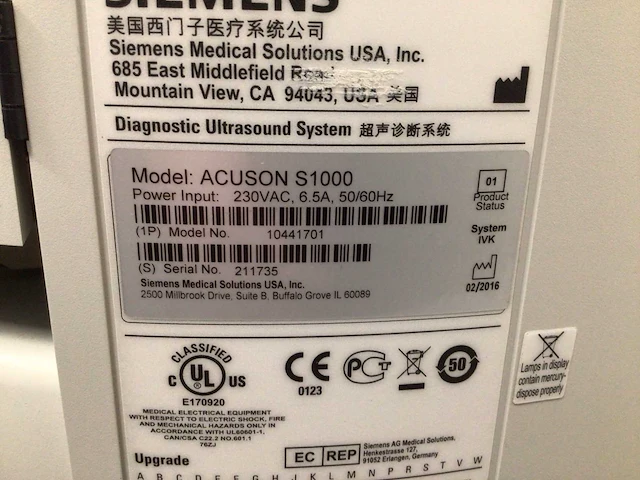 SIEMENS
美国西门子医疗系统公司
Siemens Medical Solutions USA, Inc.
685 East Middlefield Road
Mountain View, CA 94043, USA 美国
Diagnostic Ultrasound System 超声诊断系统
Model: ACUSON S1000
Power Input: 230VAC, 6.5A, 50/60Hz
(1P) Model No. 10441701
(S) Serial No. 211735
Siemens Medical Solutions USA, Inc.
2500 Millbrook Drive, Suite B, Buffalo Grove IL 60089
01
Product
Status
System
IVK
02/2016
CLASSIFIED
C UL US
E170920
MEDICAL ELECTRICAL EQUIPMENT
WITH RESPECT TO ELECTRIC SHOCK, FIRE
AND MECHANICAL HAZARDS ONLY IN
ACCORDANCE WITH UL60601-1,
CAN/CSA C22.2 NO.601.1
76ZJ
CE
0123
PCT
50
Lamps in display
contain mercury-
dispose properly
EC REP
Siemens AG Medical Solutions,
Henkestrasse 127,
91052 Erlangen, Germany
Upgrade
A B C D E F G H J K L M N P R S T V W